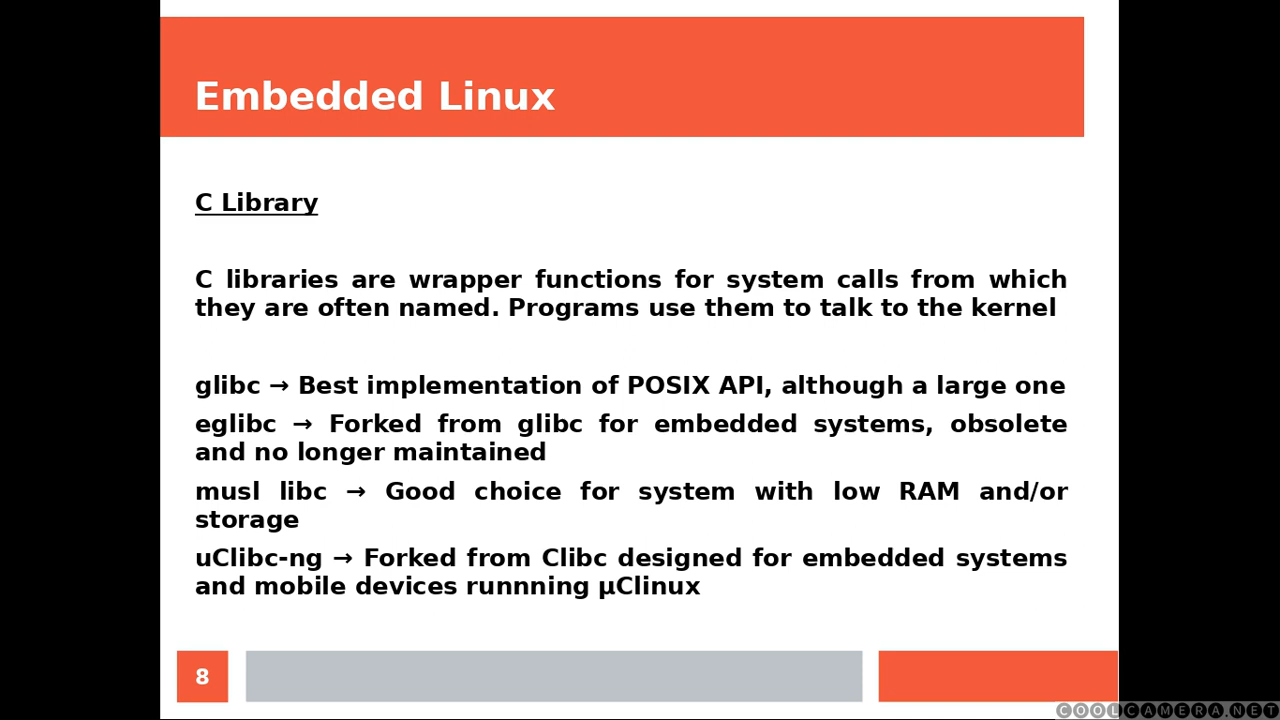 Embedded Linux
C Library
C libraries are wrapper functions for system calls from which
they are often named. Programs use them to talk to the kernel
glibc → Best implementation of POSIX API, although a large one
eglibc → Forked from glibc for embedded systems, obsolete
and no longer maintained
musl libc → Good choice for system with low RAM and/or
storage
uClibc-ng → Forked from Clibc designed for embedded systems
and mobile devices runnning µClinux
8
COOLCAMERA.NET